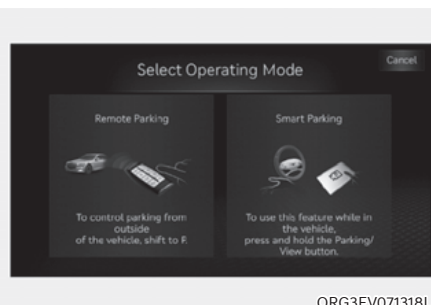 Select Operating Mode
Cancel
Remote Parking
To control parking from
outside
of the vehicle, shift to P.
Smart Parking
To use this feature while in
the vehicle,
press and hold the Parking/
View button.
ORG3EV071318L